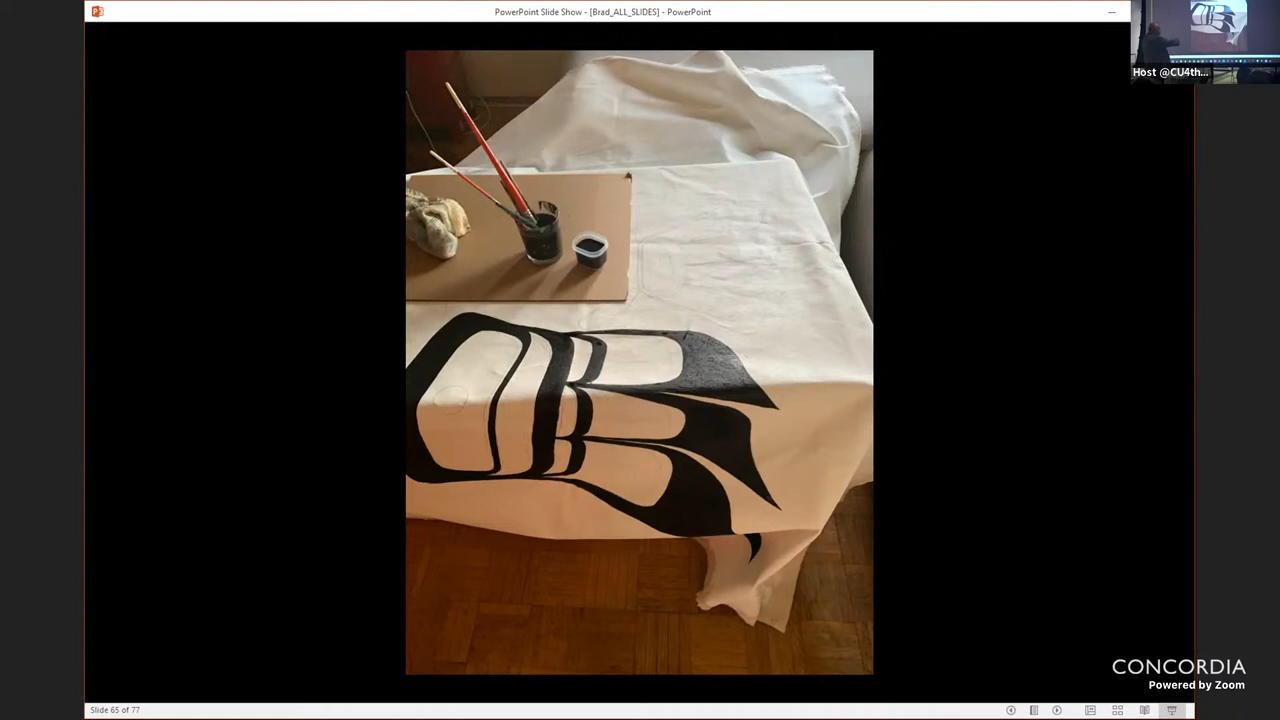 PowerPoint Slide Show - [Brad_ALL_SLIDES] - PowerPoint
Host @CU4th...
CONCORDIA
Powered by Zoom
Slide 65 of 77